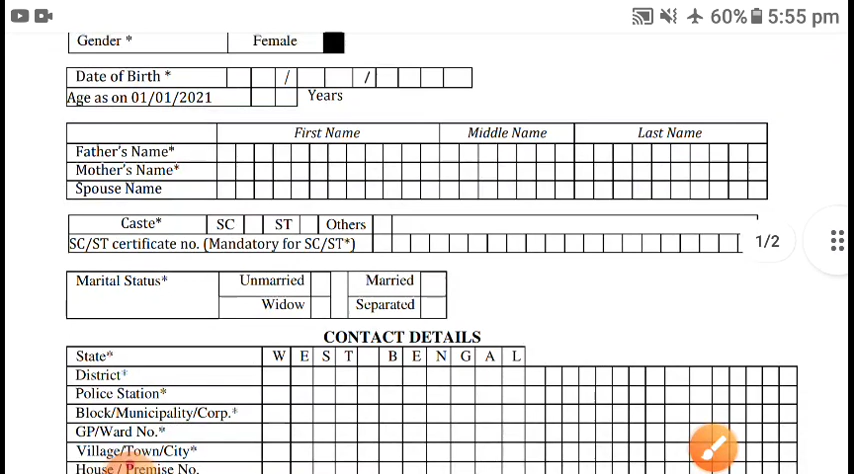 60% 5:55 pm
Gender * Female
Date of Birth * / /
Age as on 01/01/2021 Years
First Name Middle Name Last Name
Father's Name*
Mother's Name*
Spouse Name
Caste* SC ST Others
SC/ST certificate no. (Mandatory for SC/ST*)
1/2
Marital Status* Unmarried Married
Widow Separated
CONTACT DETAILS
State* W E S T B E N G A L
District*
Police Station*
Block/Municipality/Corp.*
GP/Ward No.*
Village/Town/City*
House / Premise No.